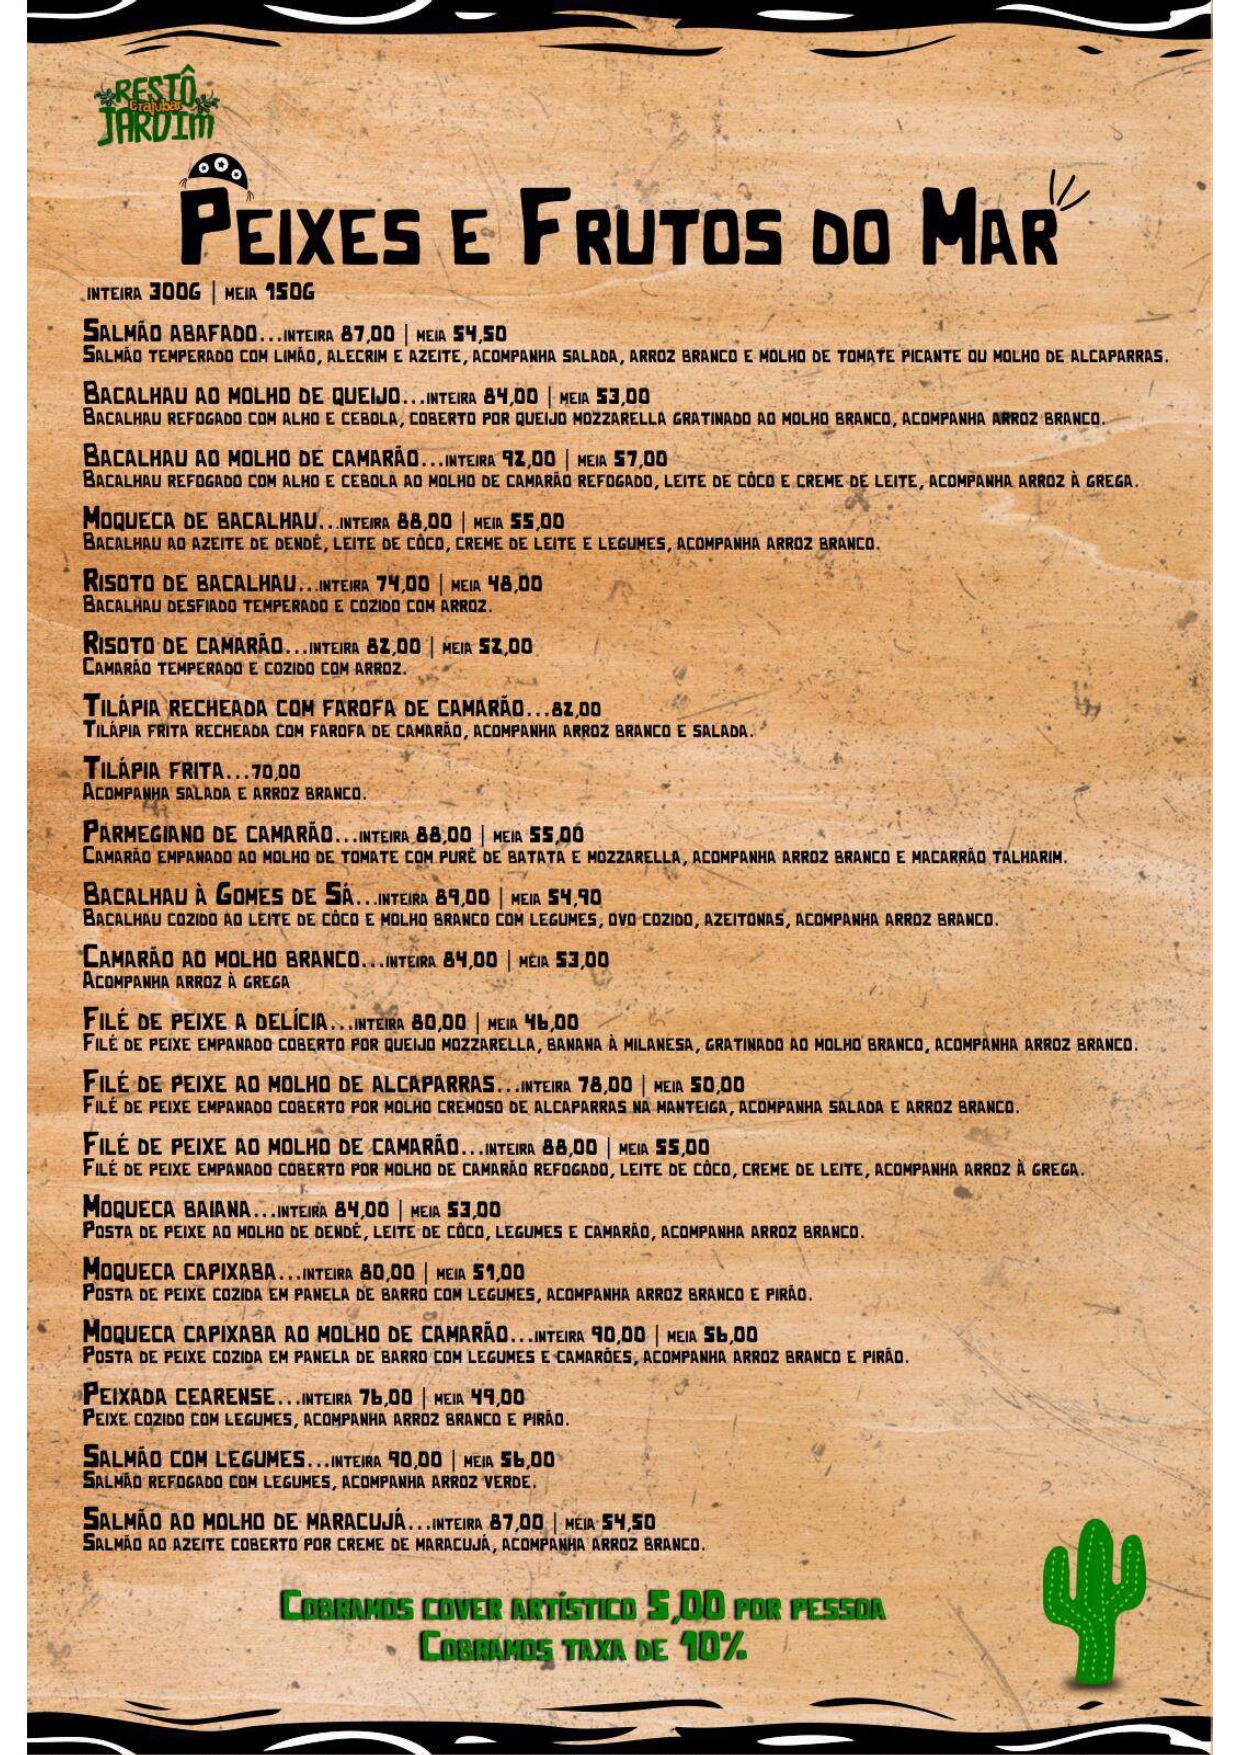 RESTÔ
Grajubar
JARDIM
PEIXES E FRUTOS DO MAR
INTEIRA 300G | MEIA 150G
SALMÃO ABAFADO...INTEIRA 87,00 | MEIA 54,50
SALMÃO TEMPERADO COM LIMÃO, ALECRIM E AZEITE, ACOMPANHA SALADA, ARROZ BRANCO E MOLHO DE TOMATE PICANTE OU MOLHO DE ALCAPARRAS.
BACALHAU AO MOLHO DE QUEIJO...INTEIRA 84,00 | MEIA 53,00
BACALHAU REFOGADO COM ALHO E CEBOLA, COBERTO POR QUEIJO MOZZARELLA GRATINADO AO MOLHO BRANCO, ACOMPANHA ARROZ BRANCO.
BACALHAU AO MOLHO DE CAMARÃO...INTEIRA 92,00 | MEIA 57,00
BACALHAU REFOGADO COM ALHO E CEBOLA AO MOLHO DE CAMARÃO REFOGADO, LEITE DE CÔCO E CREME DE LEITE, ACOMPANHA ARROZ À GREGA.
MOQUECA DE BACALHAU...INTEIRA 88,00 | MEIA 55,00
BACALHAU AO AZEITE DE DENDÊ, LEITE DE CÔCO, CREME DE LEITE E LEGUMES, ACOMPANHA ARROZ BRANCO.
RISOTO DE BACALHAU...INTEIRA 74,00 | MEIA 48,00
BACALHAU DESFIADO TEMPERADO E COZIDO COM ARROZ.
RISOTO DE CAMARÃO...INTEIRA 82,00 | MEIA 52,00
CAMARÃO TEMPERADO E COZIDO COM ARROZ.
TILÁPIA RECHEADA COM FAROFA DE CAMARÃO...82,00
TILÁPIA FRITA RECHEADA COM FAROFA DE CAMARÃO, ACOMPANHA ARROZ BRANCO E SALADA.
TILÁPIA FRITA...70,00
ACOMPANHA SALADA E ARROZ BRANCO.
PARMEGIANO DE CAMARÃO...INTEIRA 88,00 | MEIA 55,00
CAMARÃO EMPANADO AO MOLHO DE TOMATE COM PURÊ DE BATATA E MOZZARELLA, ACOMPANHA ARROZ BRANCO E MACARRÃO TALHARIM.
BACALHAU À GOMES DE SÁ...INTEIRA 89,00 | MEIA 54,90
BACALHAU COZIDO AO LEITE DE CÔCO E MOLHO BRANCO COM LEGUMES, OVO COZIDO, AZEITONAS, ACOMPANHA ARROZ BRANCO.
CAMARÃO AO MOLHO BRANCO...INTEIRA 84,00 | MEIA 53,00
ACOMPANHA ARROZ À GREGA
FILÉ DE PEIXE A DELÍCIA...INTEIRA 80,00 | MEIA 46,00
FILÉ DE PEIXE EMPANADO COBERTO POR QUEIJO MOZZARELLA, BANANA À MILANESA, GRATINADO AO MOLHO BRANCO, ACOMPANHA ARROZ BRANCO.
FILÉ DE PEIXE AO MOLHO DE ALCAPARRAS...INTEIRA 78,00 | MEIA 50,00
FILÉ DE PEIXE EMPANADO COBERTO POR MOLHO CREMOSO DE ALCAPARRAS NA MANTEIGA, ACOMPANHA SALADA E ARROZ BRANCO.
FILÉ DE PEIXE AO MOLHO DE CAMARÃO...INTEIRA 88,00 | MEIA 55,00
FILÉ DE PEIXE EMPANADO COBERTO POR MOLHO DE CAMARÃO REFOGADO, LEITE DE CÔCO, CREME DE LEITE, ACOMPANHA ARROZ À GREGA.
MOQUECA BAIANA...INTEIRA 84,00 | MEIA 53,00
POSTA DE PEIXE AO MOLHO DE DENDÊ, LEITE DE CÔCO, LEGUMES E CAMARÃO, ACOMPANHA ARROZ BRANCO.
MOQUECA CAPIXABA...INTEIRA 80,00 | MEIA 51,00
POSTA DE PEIXE COZIDA EM PANELA DE BARRO COM LEGUMES, ACOMPANHA ARROZ BRANCO E PIRÃO.
MOQUECA CAPIXABA AO MOLHO DE CAMARÃO...INTEIRA 90,00 | MEIA 56,00
POSTA DE PEIXE COZIDA EM PANELA DE BARRO COM LEGUMES E CAMARÕES, ACOMPANHA ARROZ BRANCO E PIRÃO.
PEIXADA CEARENSE...INTEIRA 76,00 | MEIA 49,00
PEIXE COZIDO COM LEGUMES, ACOMPANHA ARROZ BRANCO E PIRÃO.
SALMÃO COM LEGUMES...INTEIRA 90,00 | MEIA 56,00
SALMÃO REFOGADO COM LEGUMES, ACOMPANHA ARROZ VERDE.
SALMÃO AO MOLHO DE MARACUJÁ...INTEIRA 87,00 | MEIA 54,50
SALMÃO AO AZEITE COBERTO POR CREME DE MARACUJÁ, ACOMPANHA ARROZ BRANCO.
COBRAMOS COVER ARTÍSTICO 5,00 POR PESSOA
COBRAMOS TAXA DE 10%